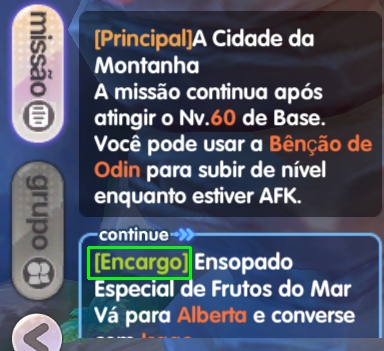 missão
[Principal]A Cidade da
Montanha
A missão continua após
atingir o Nv.60 de Base.
Você pode usar a Bênção de
Odin para subir de nível
enquanto estiver AFK.
grupo
continue
[Encargo] Ensopado
Especial de Frutos do Mar
Vá para Alberta e converse
com